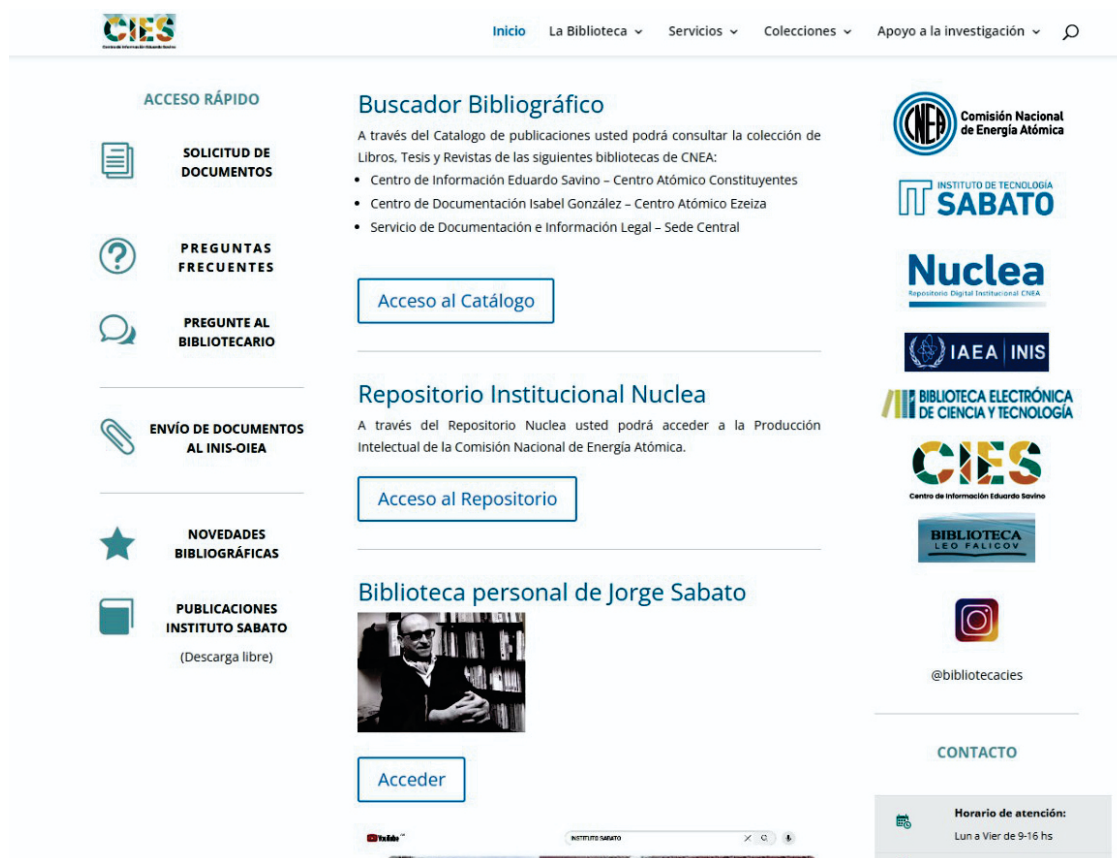 CIES
Centro de Información Eduardo Savino
Inicio
La Biblioteca
Servicios
Colecciones
Apoyo a la investigación
ACCESO RÁPIDO
SOLICITUD DE
DOCUMENTOS
PREGUNTAS
FRECUENTES
PREGUNTE AL
BIBLIOTECARIO
ENVÍO DE DOCUMENTOS
AL INIS-OIEA
NOVEDADES
BIBLIOGRÁFICAS
PUBLICACIONES
INSTITUTO SABATO
(Descarga libre)
Buscador Bibliográfico
A través del Catalogo de publicaciones usted podrá consultar la colección de
Libros, Tesis y Revistas de las siguientes bibliotecas de CNEA:
• Centro de Información Eduardo Savino – Centro Atómico Constituyentes
• Centro de Documentación Isabel González – Centro Atómico Ezeiza
• Servicio de Documentación e Información Legal – Sede Central
Acceso al Catálogo
Repositorio Institucional Nuclea
A través del Repositorio Nuclea usted podrá acceder a la Producción
Intelectual de la Comisión Nacional de Energía Atómica.
Acceso al Repositorio
Biblioteca personal de Jorge Sabato
Acceder
YouTube
INSTITUTO SABATO
CNEA
Comisión Nacional
de Energía Atómica
INSTITUTO DE TECNOLOGÍA
SABATO
Nuclea
Repositorio Digital Institucional CNEA
IAEA INIS
BIBLIOTECA ELECTRÓNICA
DE CIENCIA Y TECNOLOGÍA
CIES
Centro de Información Eduardo Savino
BIBLIOTECA
LEO FALICOV
@bibliotecacies
CONTACTO
Horario de atención:
Lun a Vier de 9-16 hs